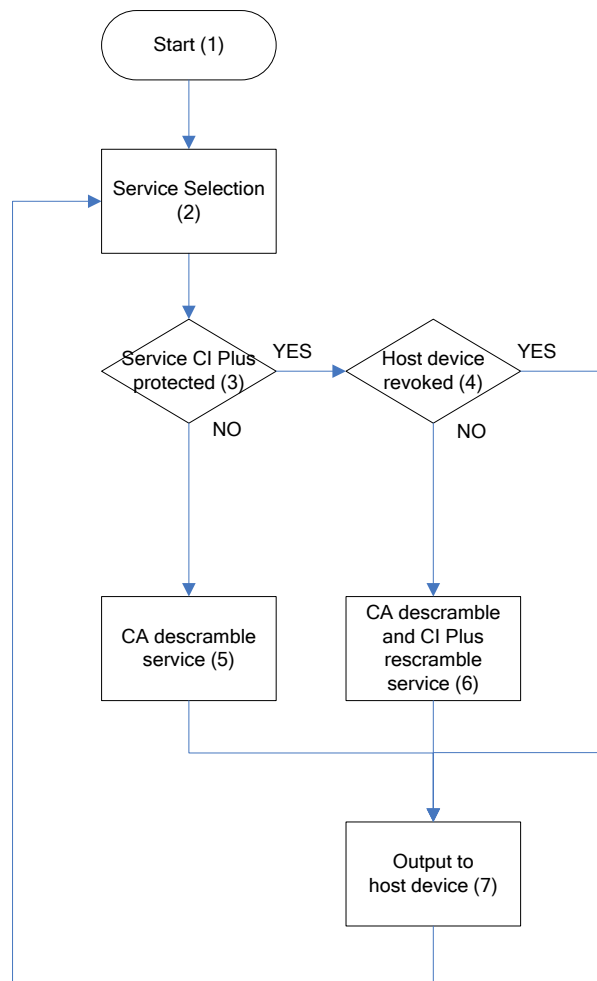 Start (1)
Service Selection
(2)
Service CI Plus
protected (3)
YES
Host device
revoked (4)
YES
NO
NO
CA descramble
service (5)
CA descramble
and CI Plus
rescramble
service (6)
Output to
host device (7)